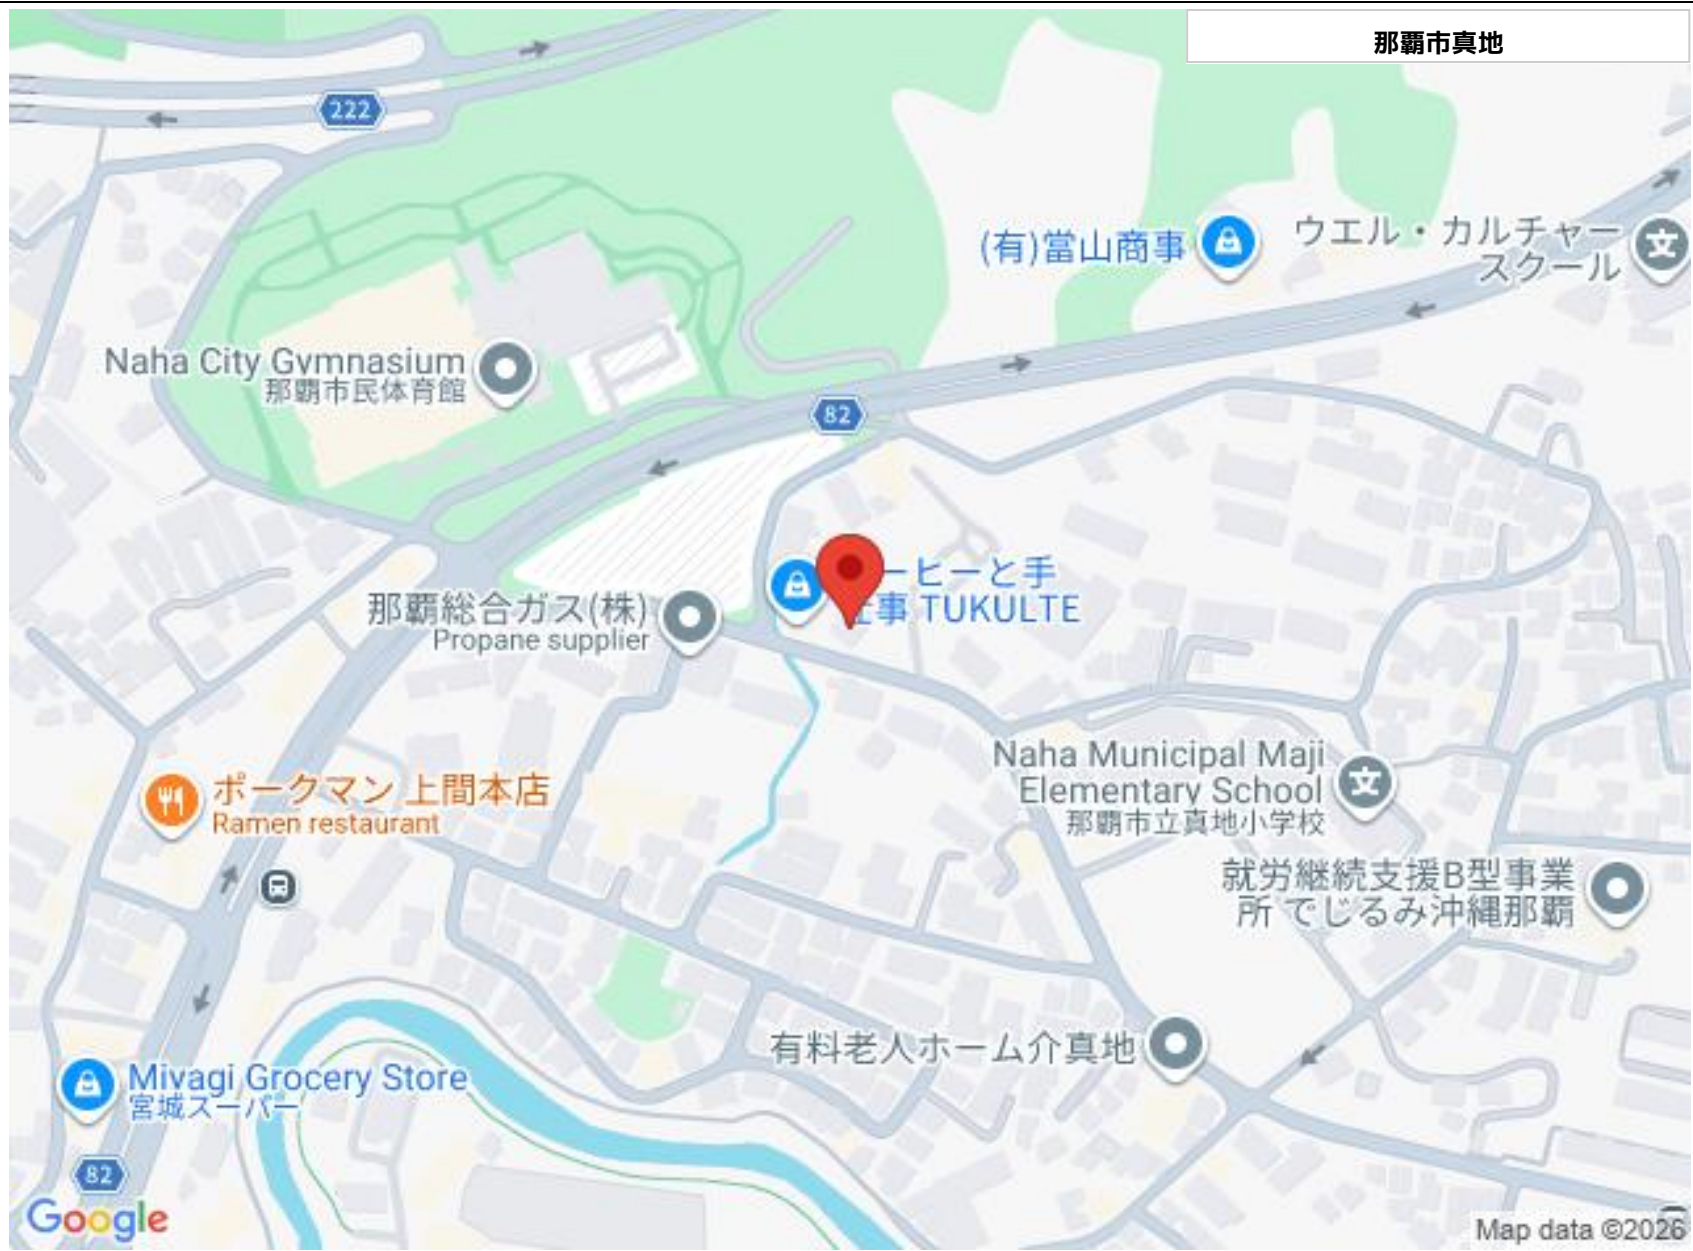 那覇市真地
222
(有)當山商事
ウエル・カルチャー
スクール
Naha City Gymnasium
那覇市民体育館
82
ーヒーと手
事 TUKULTE
那覇総合ガス(株)
Propane supplier
Naha Municipal Maji
Elementary School
那覇市立真地小学校
ポークマン 上間本店
Ramen restaurant
就労継続支援B型事業
所 でじるみ沖縄那覇
有料老人ホーム介真地
Miyagi Grocery Store
宮城スーパー
82
Google
Map data ©2026